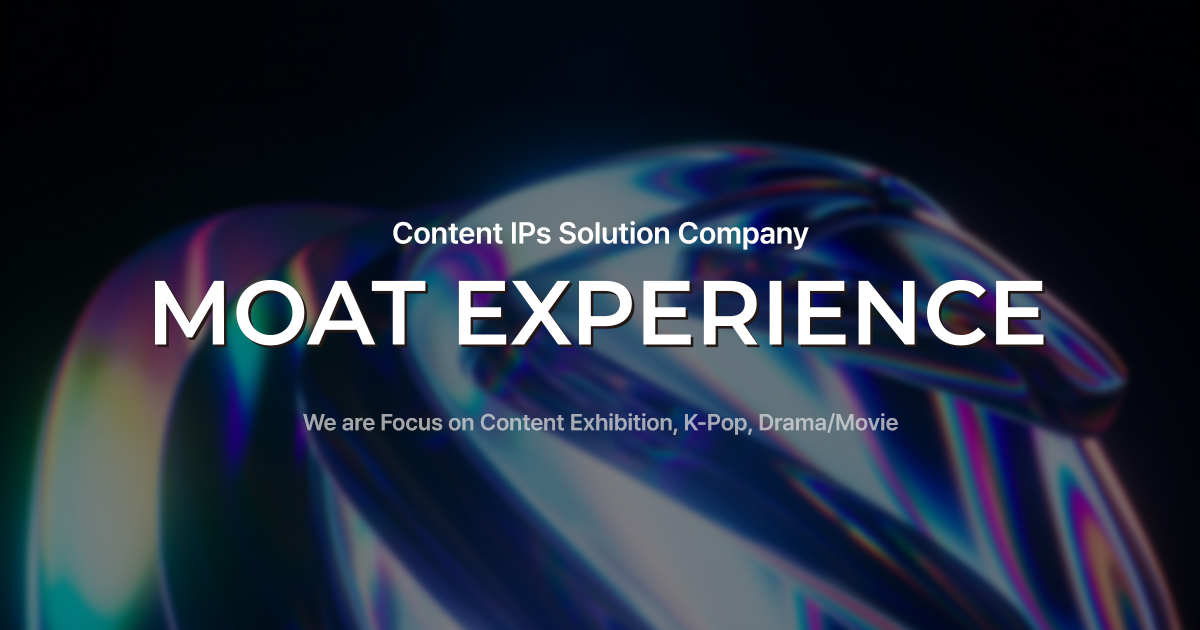 Content IPs Solution Company
MOAT EXPERIENCE
We are Focus on Content Exhibition, K-Pop, Drama/Movie